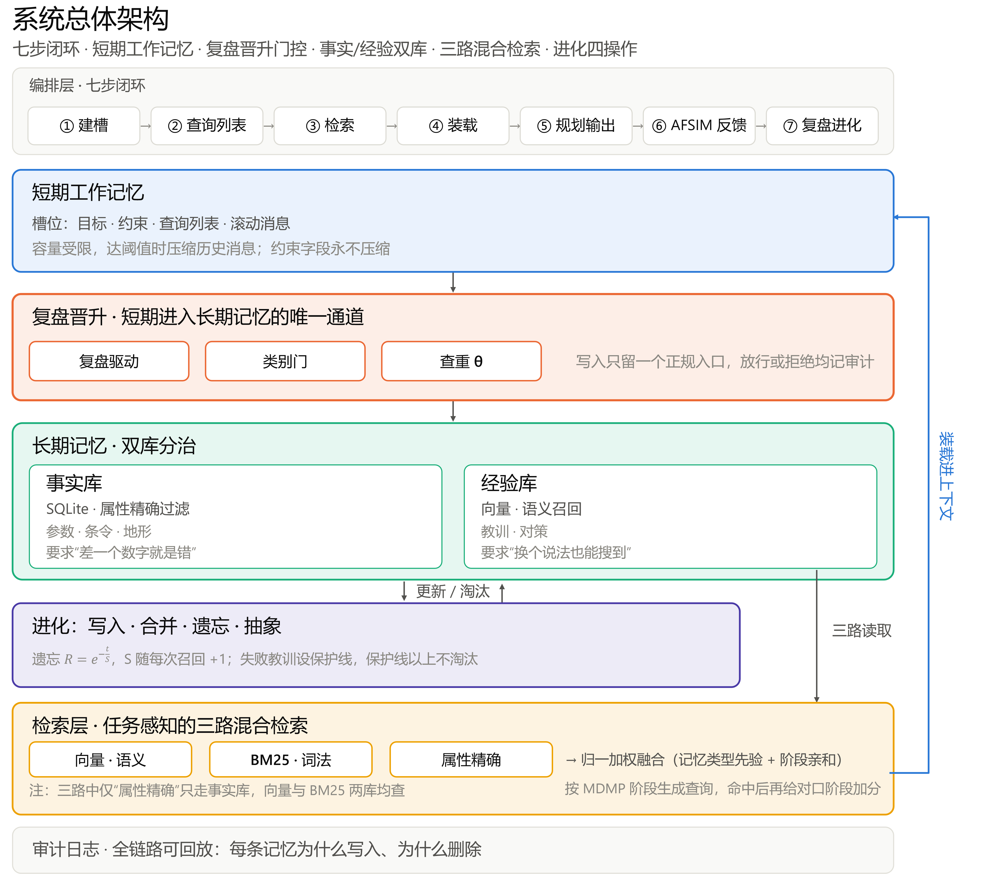 系统总体架构
七步闭环 · 短期工作记忆 · 复盘晋升门控 · 事实/经验双库 · 三路混合检索 · 进化四操作
编排层 · 七步闭环
① 建槽 → ② 查询列表 → ③ 检索 → ④ 装载 → ⑤ 规划输出 → ⑥ AFSIM 反馈 → ⑦ 复盘进化
短期工作记忆
槽位：目标 · 约束 · 查询列表 · 滚动消息
容量受限，达阈值时压缩历史消息；约束字段永不压缩
复盘晋升 · 短期进入长期记忆的唯一通道
复盘驱动
类别门
查重 θ
写入只留一个正规入口，放行或拒绝均记审计
长期记忆 · 双库分治
事实库
SQLite · 属性精确过滤
参数 · 条令 · 地形
要求“差一个数字就是错”
经验库
向量 · 语义召回
教训 · 对策
要求“换个说法也能搜到”
装载进上下文
更新 / 淘汰
三路读取
进化：写入 · 合并 · 遗忘 · 抽象
遗忘 R = e^{-t/S}，S 随每次召回 +1；失败教训设保护线，保护线以上不淘汰
检索层 · 任务感知的三路混合检索
向量 · 语义
BM25 · 词法
属性精确
→ 归一加权融合（记忆类型先验 + 阶段亲和）
注：三路中仅“属性精确”只走事实库，向量与 BM25 两库均查
按 MDMP 阶段生成查询，命中后再给对口阶段加分
审计日志 · 全链路可回放：每条记忆为什么写入、为什么删除